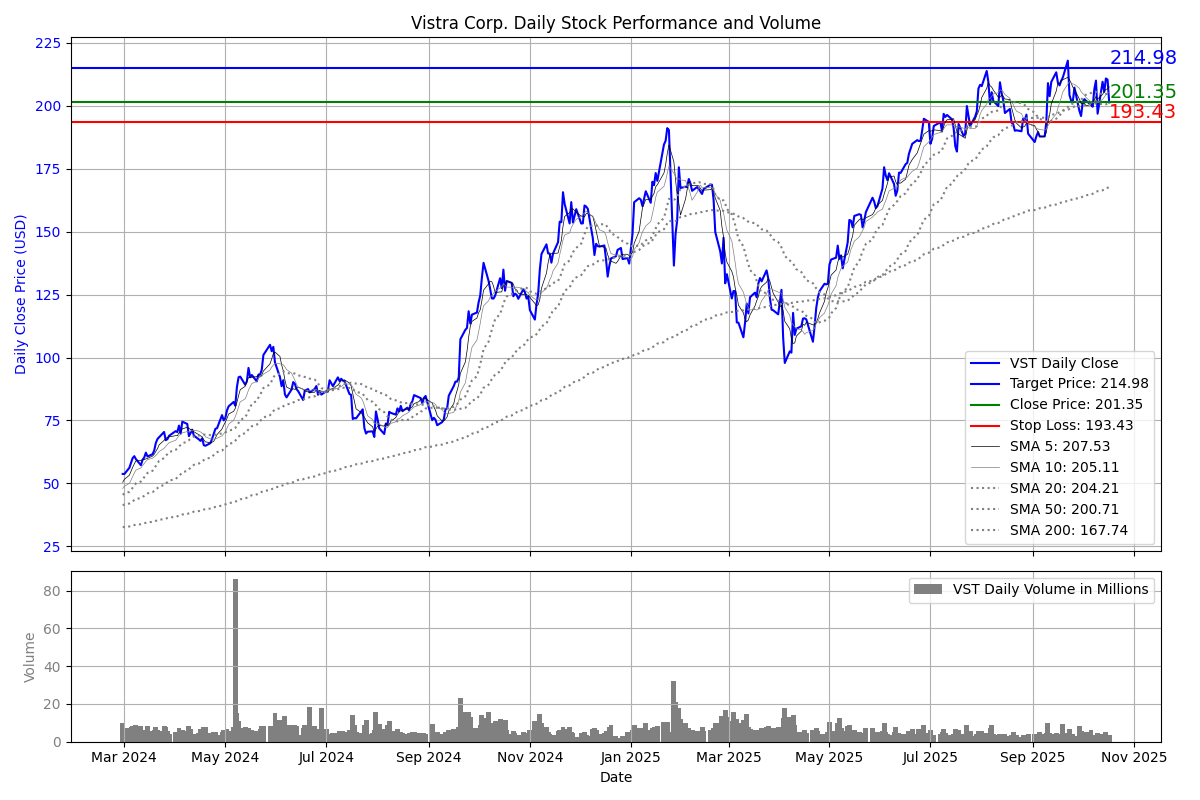 Vistra Corp. Daily Stock Performance and Volume
Daily Close Price (USD)
225
200
175
150
125
100
75
50
25
214.98
201.35
193.43
VST Daily Close
Target Price: 214.98
Close Price: 201.35
Stop Loss: 193.43
SMA 5: 207.53
SMA 10: 205.11
SMA 20: 204.21
SMA 50: 200.71
SMA 200: 167.74
Volume
80
60
40
20
0
VST Daily Volume in Millions
Mar 2024 May 2024 Jul 2024 Sep 2024 Nov 2024 Jan 2025 Mar 2025 May 2025 Jul 2025 Sep 2025 Nov 2025
Date